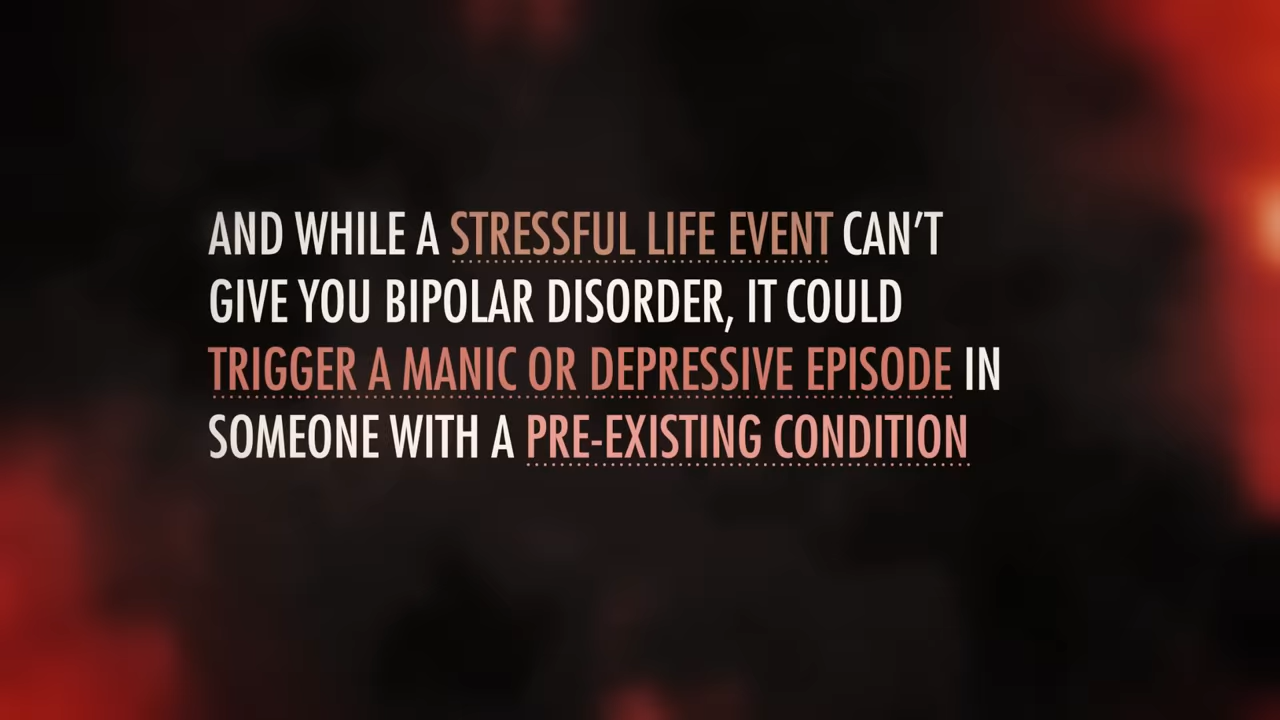 AND WHILE A STRESSFUL LIFE EVENT CAN’T
GIVE YOU BIPOLAR DISORDER, IT COULD
TRIGGER A MANIC OR DEPRESSIVE EPISODE IN
SOMEONE WITH A PRE-EXISTING CONDITION